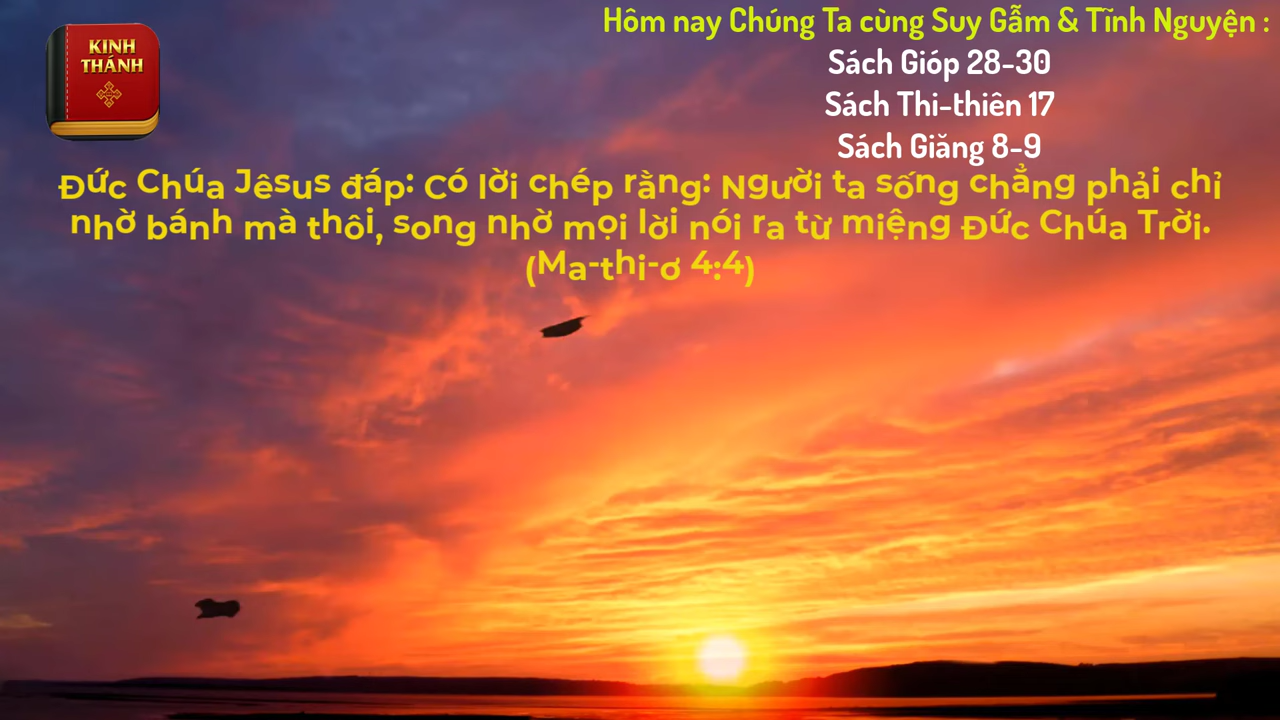 KINH
THÁNH
Hôm nay Chúng Ta cùng Suy Gẫm & Tĩnh Nguyện :
Sách Gióp 28-30
Sách Thi-thiên 17
Sách Giăng 8-9
Đức Chúa Jêsus đáp: Có lời chép rằng: Người ta sống chẳng phải chỉ
nhờ bánh mà thôi, song nhờ mọi lời nói ra từ miệng Đức Chúa Trời.
(Ma-thi-ơ 4:4)